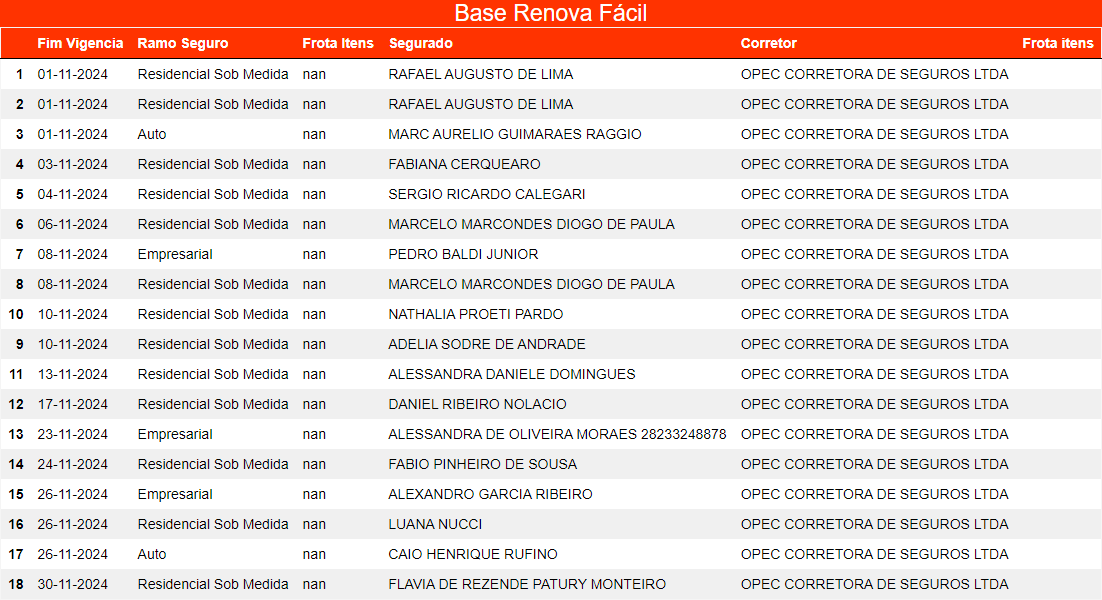 Base Renova Fácil
Fim Vigencia Ramo Seguro Frota Itens Segurado Corretor Frota itens
1 01-11-2024 Residencial Sob Medida nan RAFAEL AUGUSTO DE LIMA OPEC CORRETORA DE SEGUROS LTDA
2 01-11-2024 Residencial Sob Medida nan RAFAEL AUGUSTO DE LIMA OPEC CORRETORA DE SEGUROS LTDA
3 01-11-2024 Auto nan MARC AURELIO GUIMARAES RAGGIO OPEC CORRETORA DE SEGUROS LTDA
4 03-11-2024 Residencial Sob Medida nan FABIANA CERQUEARO OPEC CORRETORA DE SEGUROS LTDA
5 04-11-2024 Residencial Sob Medida nan SERGIO RICARDO CALEGARI OPEC CORRETORA DE SEGUROS LTDA
6 06-11-2024 Residencial Sob Medida nan MARCELO MARCONDES DIOGO DE PAULA OPEC CORRETORA DE SEGUROS LTDA
7 08-11-2024 Empresarial nan PEDRO BALDI JUNIOR OPEC CORRETORA DE SEGUROS LTDA
8 08-11-2024 Residencial Sob Medida nan MARCELO MARCONDES DIOGO DE PAULA OPEC CORRETORA DE SEGUROS LTDA
10 10-11-2024 Residencial Sob Medida nan NATHALIA PROETI PARDO OPEC CORRETORA DE SEGUROS LTDA
9 10-11-2024 Residencial Sob Medida nan ADELIA SODRE DE ANDRADE OPEC CORRETORA DE SEGUROS LTDA
11 13-11-2024 Residencial Sob Medida nan ALESSANDRA DANIELE DOMINGUES OPEC CORRETORA DE SEGUROS LTDA
12 17-11-2024 Residencial Sob Medida nan DANIEL RIBEIRO NOLACIO OPEC CORRETORA DE SEGUROS LTDA
13 23-11-2024 Empresarial nan ALESSANDRA DE OLIVEIRA MORAES 28233248878 OPEC CORRETORA DE SEGUROS LTDA
14 24-11-2024 Residencial Sob Medida nan FABIO PINHEIRO DE SOUSA OPEC CORRETORA DE SEGUROS LTDA
15 26-11-2024 Empresarial nan ALEXANDRO GARCIA RIBEIRO OPEC CORRETORA DE SEGUROS LTDA
16 26-11-2024 Residencial Sob Medida nan LUANA NUCCI OPEC CORRETORA DE SEGUROS LTDA
17 26-11-2024 Auto nan CAIO HENRIQUE RUFINO OPEC CORRETORA DE SEGUROS LTDA
18 30-11-2024 Residencial Sob Medida nan FLAVIA DE REZENDE PATURY MONTEIRO OPEC CORRETORA DE SEGUROS LTDA